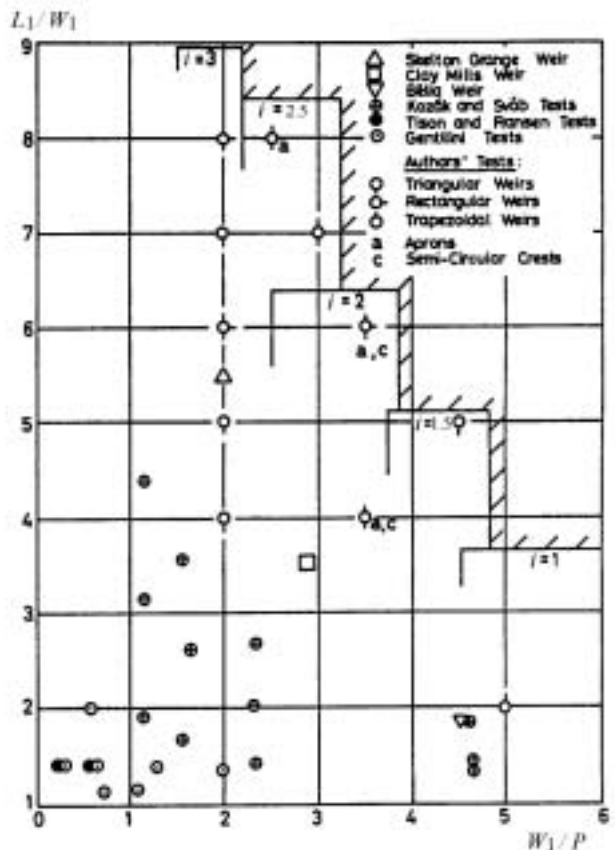 L1/W1
9
8
7
6
5
4
3
2
1
i=3
i=2.5
i=2
i=1.5
i=1
Skelton Grange Weir
Clay Mills Weir
Beblą Weir
Kozák and Sváb Tests
Tison and Fransen Tests
Gentilini Tests
Authors' Tests:
Triangular Weirs
Rectangular Weirs
Trapezoidal Weirs
a Aprons
c Semi-Circular Crests
a
a,c
a,c
0 1 2 3 4 5 6
W1/P